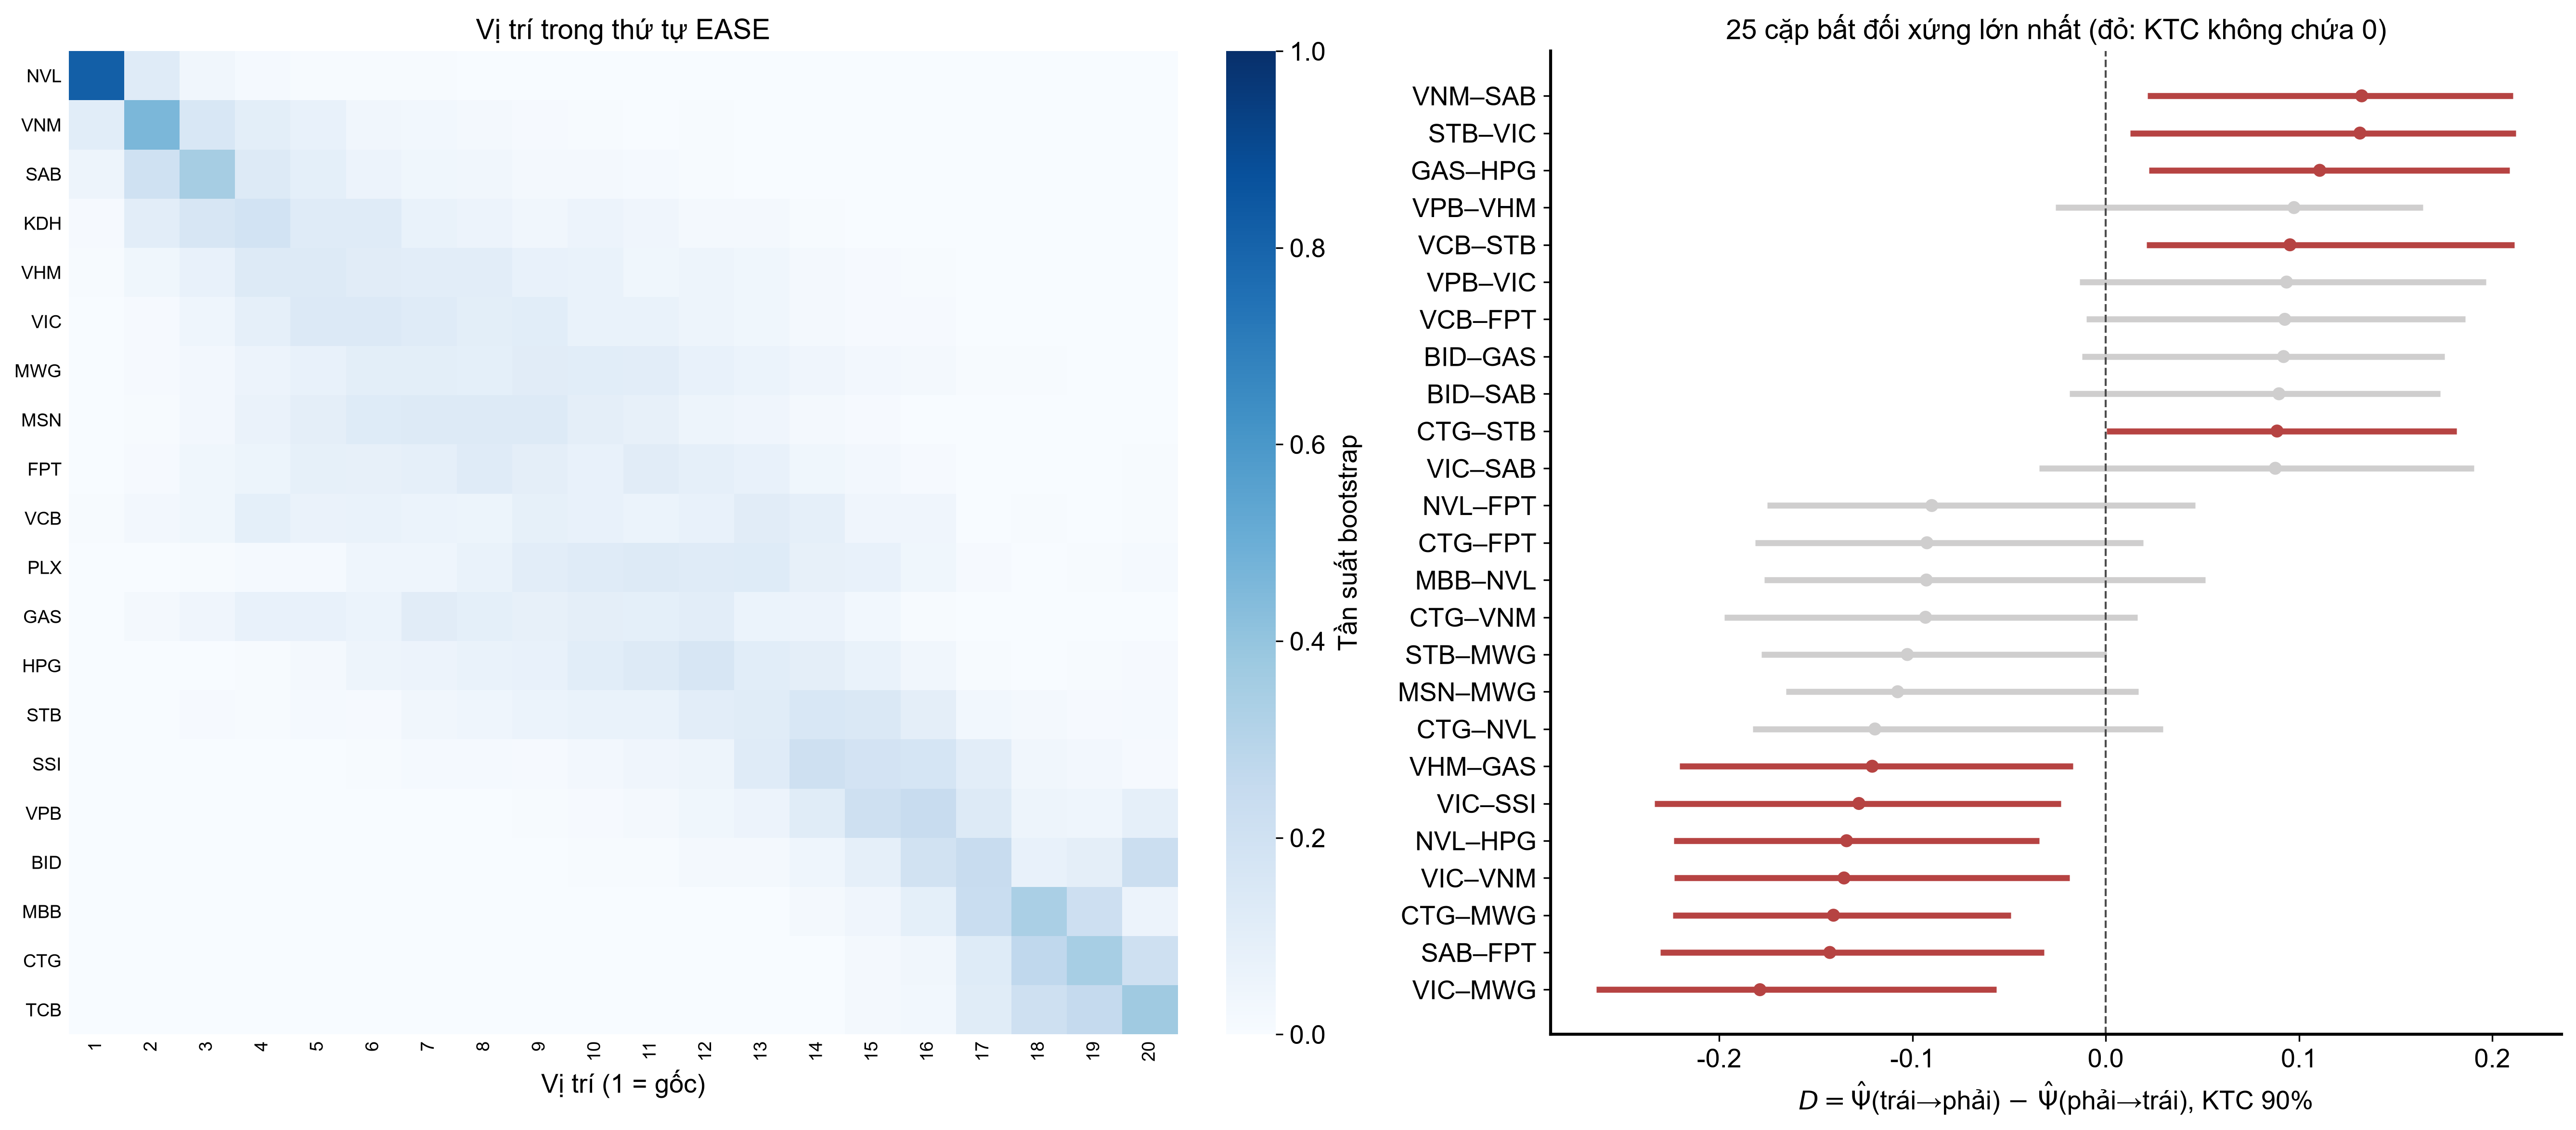 Vị trí trong thứ tự EASE
NVL
VNM
SAB
KDH
VHM
VIC
MWG
MSN
FPT
VCB
PLX
GAS
HPG
STB
SSI
VPB
BID
MBB
CTG
TCB
1 2 3 4 5 6 7 8 9 10 11 12 13 14 15 16 17 18 19 20
Vị trí (1 = gốc)
1.0
0.8
0.6
0.4
0.2
0.0
Tần suất bootstrap
25 cặp bất đối xứng lớn nhất (đỏ: KTC không chứa 0)
VNM–SAB
STB–VIC
GAS–HPG
VPB–VHM
VCB–STB
VPB–VIC
VCB–FPT
BID–GAS
BID–SAB
CTG–STB
VIC–SAB
NVL–FPT
CTG–FPT
MBB–NVL
CTG–VNM
STB–MWG
MSN–MWG
CTG–NVL
VHM–GAS
VIC–SSI
NVL–HPG
VIC–VNM
CTG–MWG
SAB–FPT
VIC–MWG
-0.2 -0.1 0.0 0.1 0.2
D = Ψ̂(trái→phải) − Ψ̂(phải→trái), KTC 90%